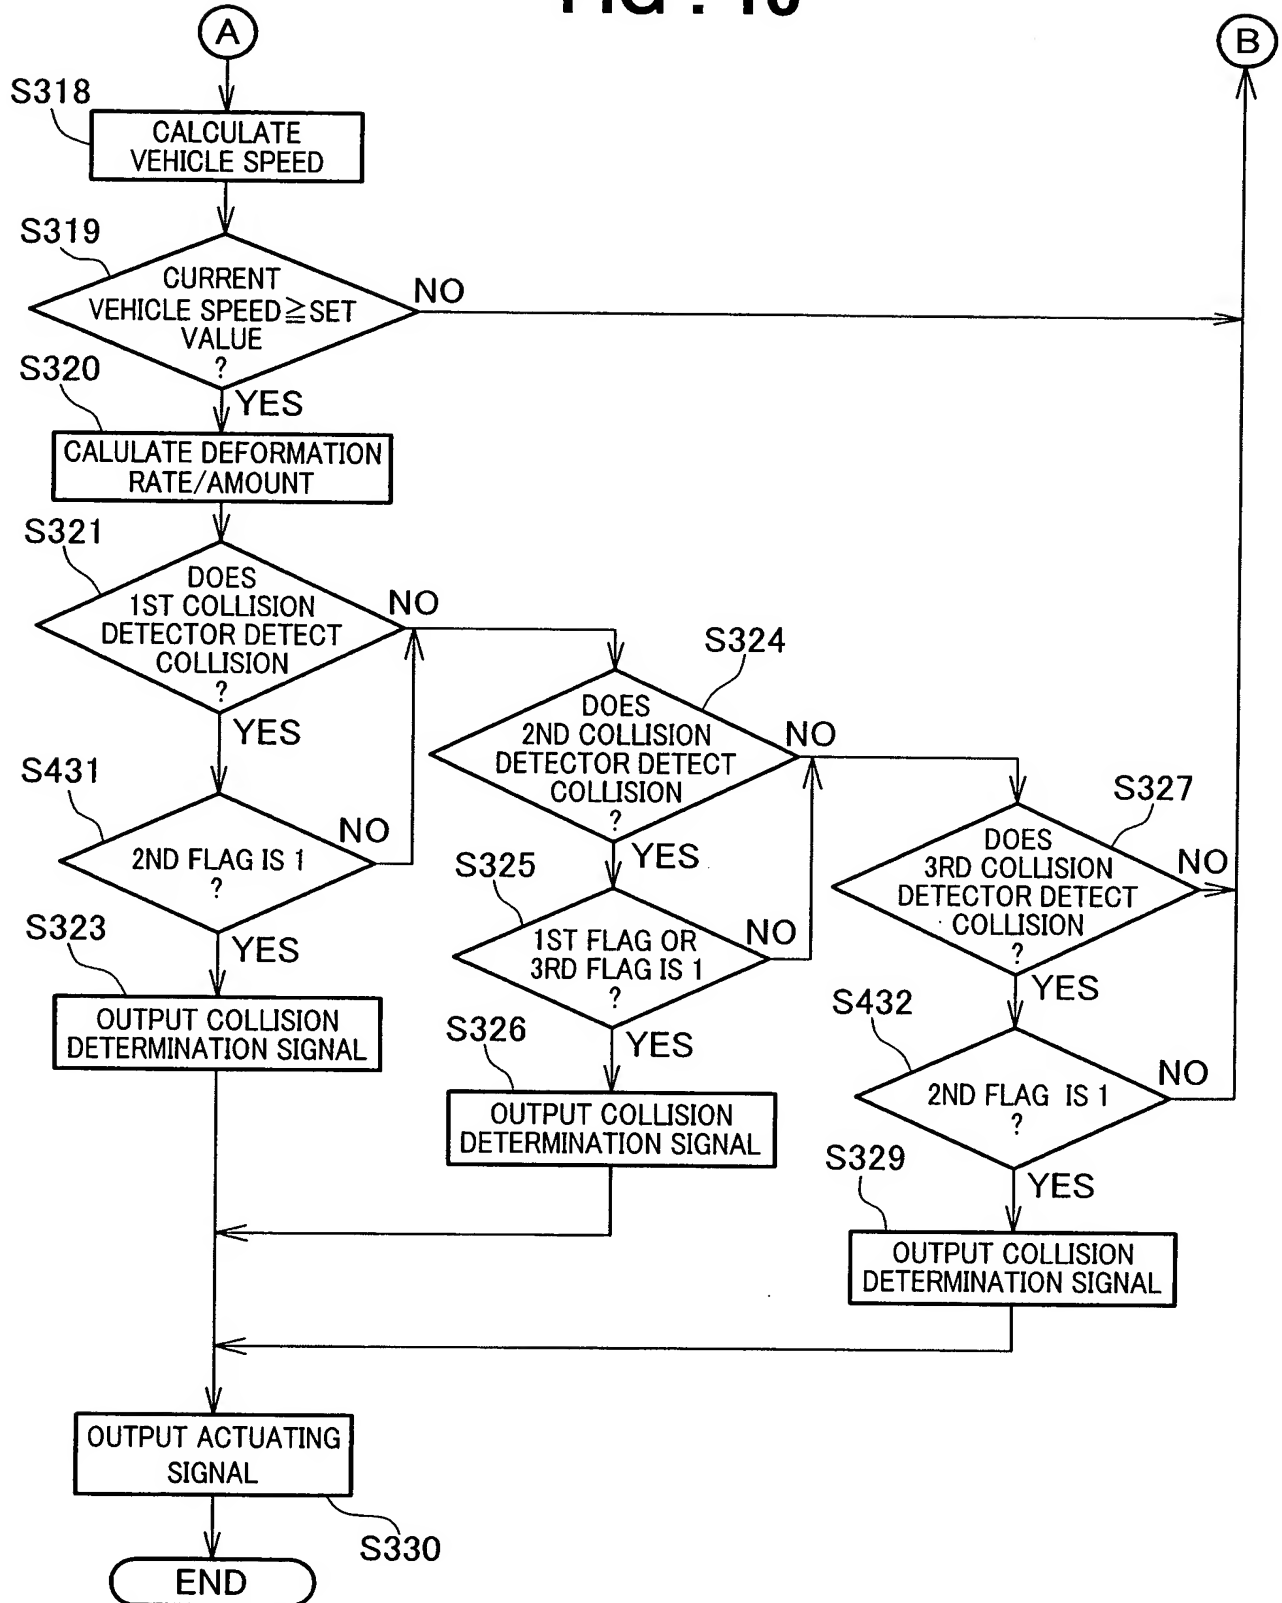 A
B
S318
CALCULATE
VEHICLE SPEED
S319
CURRENT
VEHICLE SPEED≧SET
VALUE
?
NO
YES
S320
CALULATE DEFORMATION
RATE/AMOUNT
S321
DOES
1ST COLLISION
DETECTOR DETECT
COLLISION
?
NO
YES
S431
2ND FLAG IS 1
?
NO
YES
S323
OUTPUT COLLISION
DETERMINATION SIGNAL
S324
DOES
2ND COLLISION
DETECTOR DETECT
COLLISION
?
NO
YES
S325
1ST FLAG OR
3RD FLAG IS 1
?
NO
YES
S326
OUTPUT COLLISION
DETERMINATION SIGNAL
S327
DOES
3RD COLLISION
DETECTOR DETECT
COLLISION
?
NO
YES
S432
2ND FLAG IS 1
?
NO
YES
S329
OUTPUT COLLISION
DETERMINATION SIGNAL
OUTPUT ACTUATING
SIGNAL
S330
END